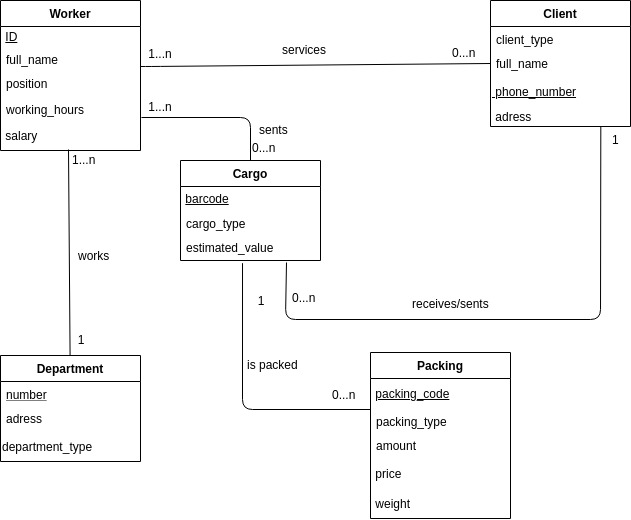 Worker
ID
full_name
position
working_hours
salary
1...n
services
0...n
Client
client_type
full_name
phone_number
adress
1...n
sents
0...n
1
1...n
Cargo
barcode
cargo_type
estimated_value
works
1
0...n
receives/sents
1
Department
number
adress
department_type
is packed
0...n
Packing
packing_code
packing_type
amount
price
weight